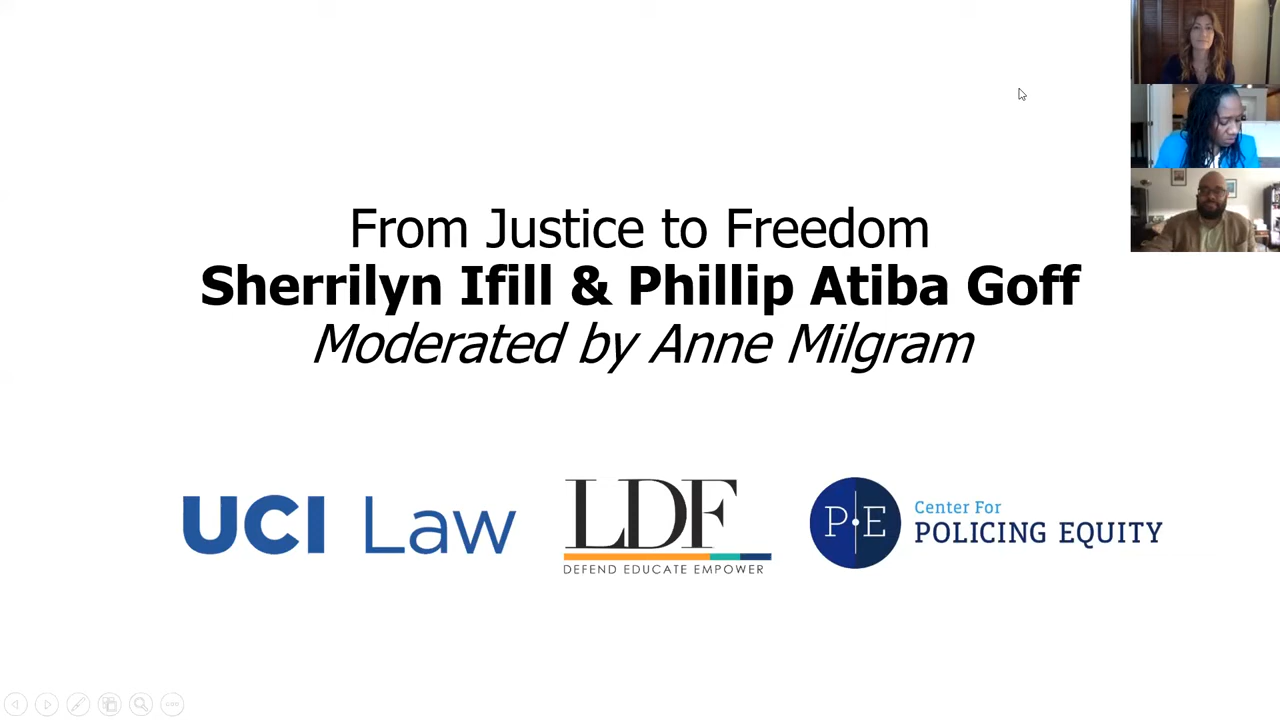 From Justice to Freedom
Sherrilyn Ifill & Phillip Atiba Goff
Moderated by Anne Milgram
UCI Law
LDF
DEFEND EDUCATE EMPOWER
P E
Center For
POLICING EQUITY